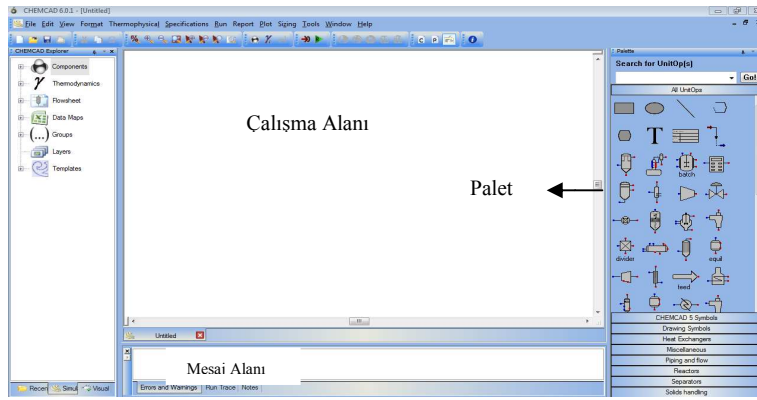 CHEMCAD 6.0.1 - [Untitled]
File Edit View Format Thermophysical Specifications Run Report Plot Sizing Tools Window Help
CHEMCAD Explorer
Components
Thermodynamics
Flowsheet
Data Maps
Groups
Layers
Templates
Recen Simul Visual
Çalışma Alanı
Palet
Untitled
Mesai Alanı
Errors and Warnings Run Trace Notes
Palette
Search for UnitOp(s)
Go!
All UnitOps
T
batch
divider
equil
feed
CHEMCAD 5 Symbols
Drawing Symbols
Heat Exchangers
Miscellaneous
Piping and flow
Reactors
Separators
Solids handling